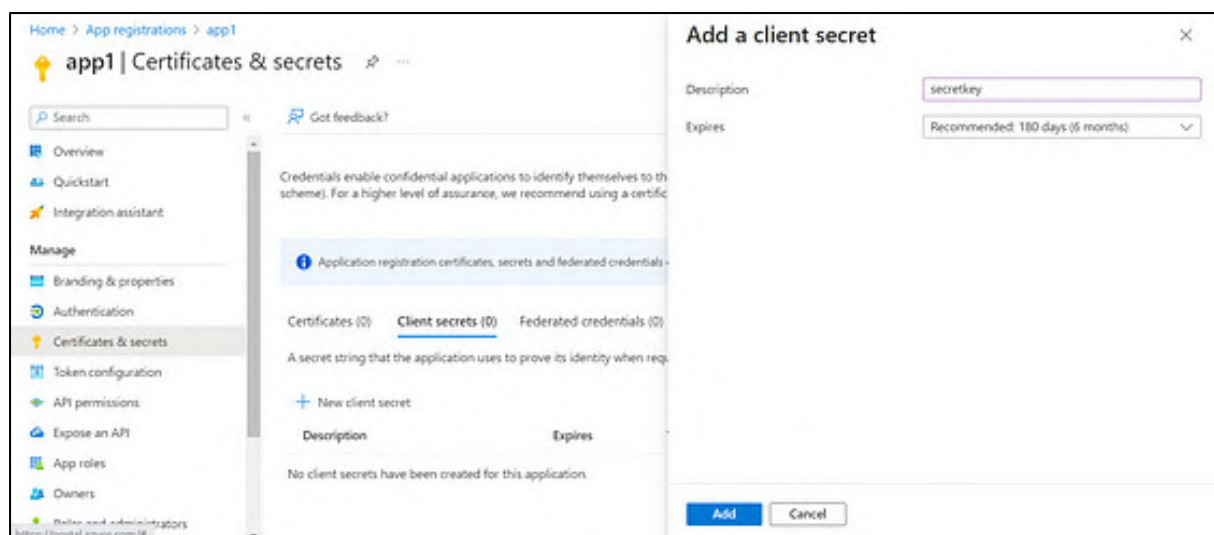 Home > App registrations > app1
app1 | Certificates & secrets
Search
Got feedback?
Overview
Quickstart
Integration assistant
Manage
Branding & properties
Authentication
Certificates & secrets
Token configuration
API permissions
Expose an API
App roles
Owners
Roles and administrators
Credentials enable confidential applications to identify themselves to th
scheme). For a higher level of assurance, we recommend using a certific
Application registration certificates, secrets and federated credentials
Certificates (0) Client secrets (0) Federated credentials (0)
A secret string that the application uses to prove its identity when req
New client secret
Description Expires
No client secrets have been created for this application.
Add a client secret
Description secretkey
Expires Recommended: 180 days (6 months)
Add Cancel